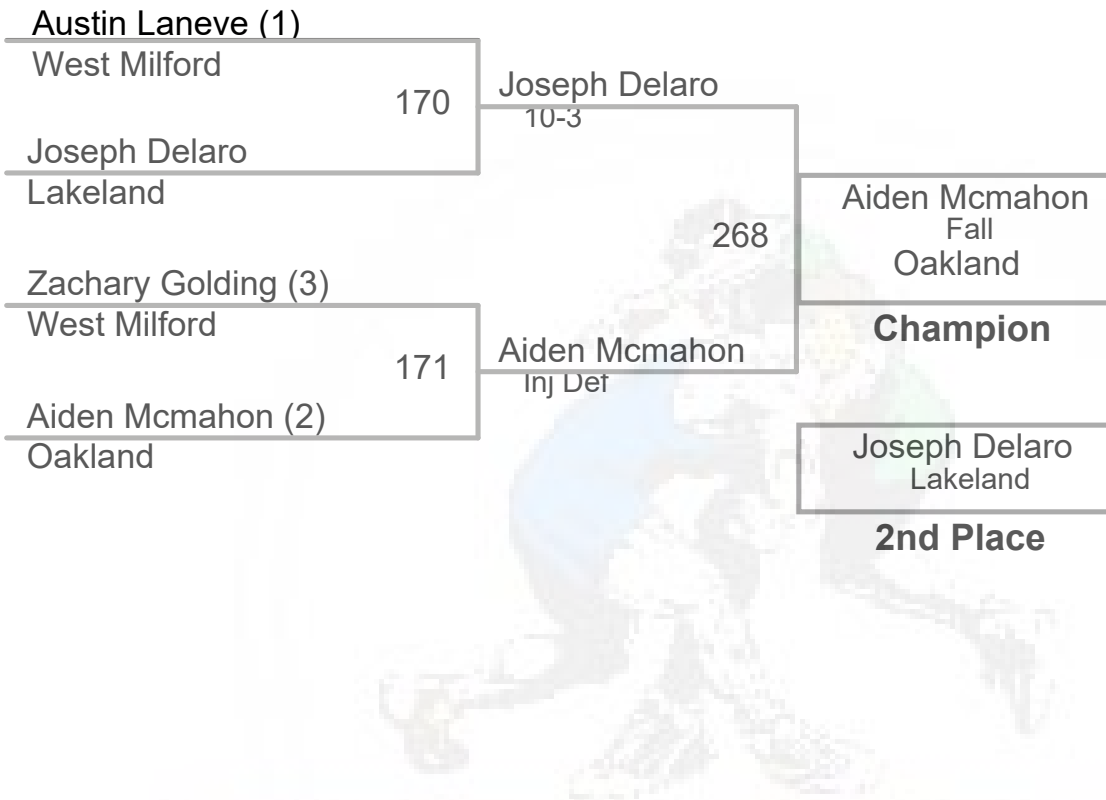 Austin Laneve (1)
West Milford
170
Joseph Delaro
10-3
Joseph Delaro
Lakeland
268
Aiden Mcmahon
Fall
Oakland
Champion
Zachary Golding (3)
West Milford
171
Aiden Mcmahon
Inj Def
Aiden Mcmahon (2)
Oakland
Joseph Delaro
Lakeland
2nd Place